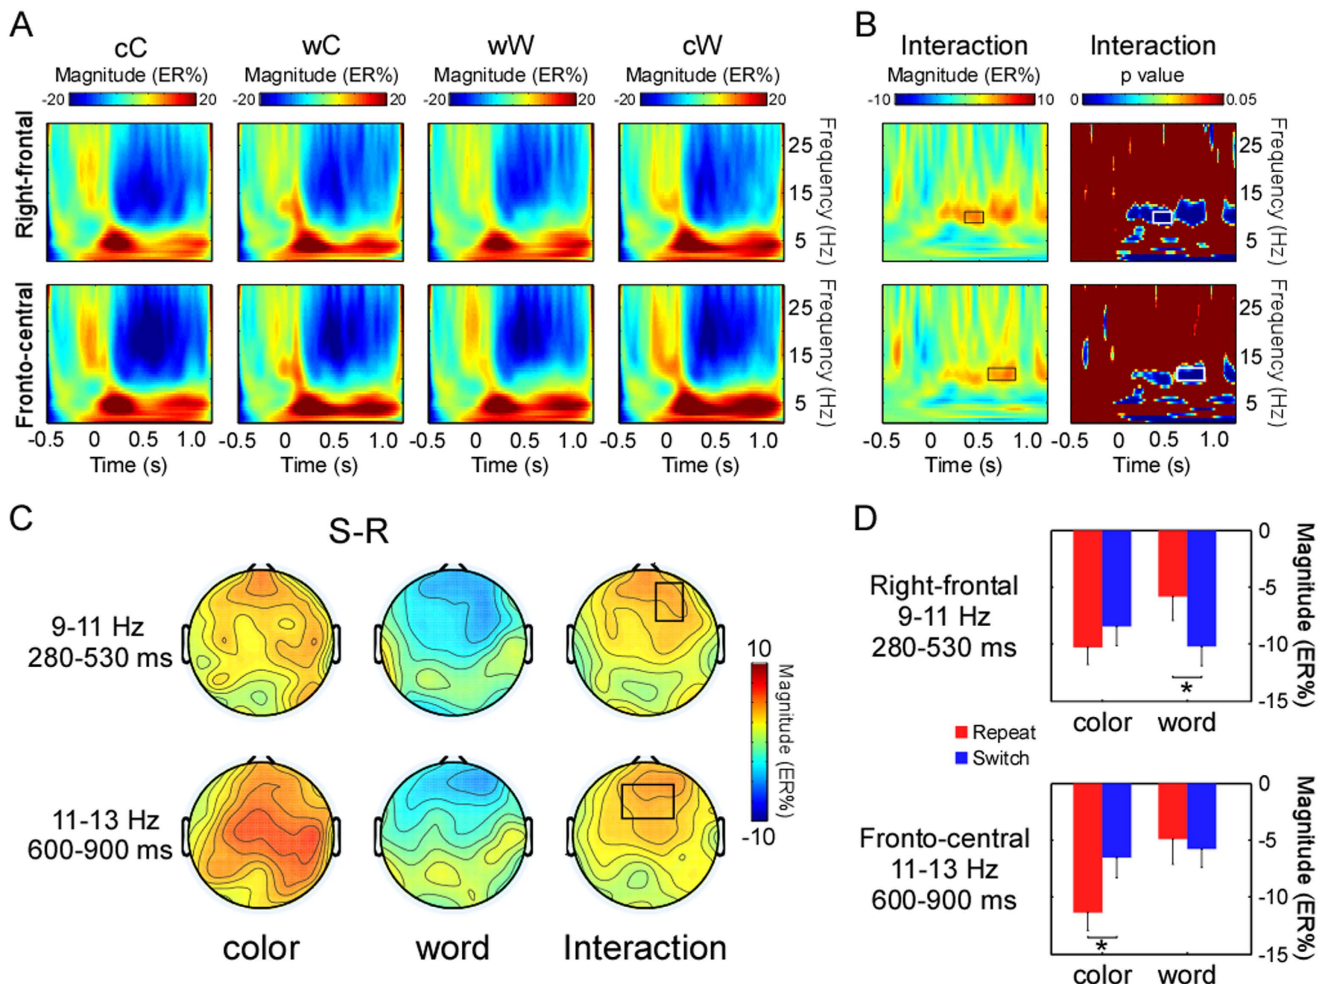 A
cC
wC
wW
cW
Magnitude (ER%)
Magnitude (ER%)
Magnitude (ER%)
Magnitude (ER%)
-20
20
-20
20
-20
20
-20
20
Right-frontal
25
15
5
Frequency (Hz)
Fronto-central
25
15
5
Frequency (Hz)
-0.5
0
0.5
1.0
-0.5
0
0.5
1.0
-0.5
0
0.5
1.0
-0.5
0
0.5
1.0
Time (s)
Time (s)
Time (s)
Time (s)
B
Interaction
Interaction
Magnitude (ER%)
p value
-10
10
0
0.05
25
15
5
Frequency (Hz)
25
15
5
Frequency (Hz)
-0.5
0
0.5
1.0
-0.5
0
0.5
1.0
Time (s)
Time (s)
C
S-R
9-11 Hz
280-530 ms
11-13 Hz
600-900 ms
10
Magnitude (ER%)
-10
color
word
Interaction
D
Right-frontal
9-11 Hz
280-530 ms
0
-5
-10
-15
Magnitude (ER%)
*
color
word
Repeat
Switch
Fronto-central
11-13 Hz
600-900 ms
0
-5
-10
-15
Magnitude (ER%)
*
color
word